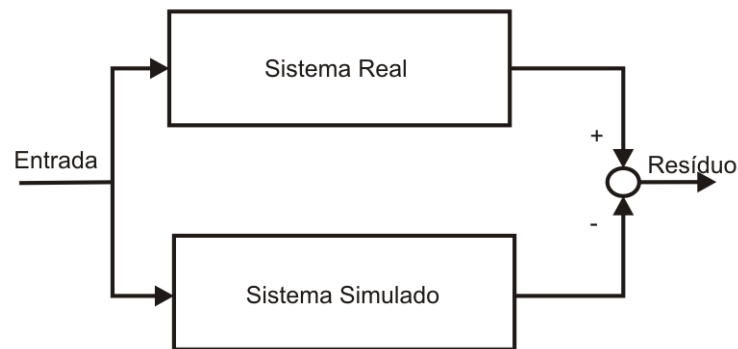 Sistema Real
+
Entrada
Resíduo
-
Sistema Simulado